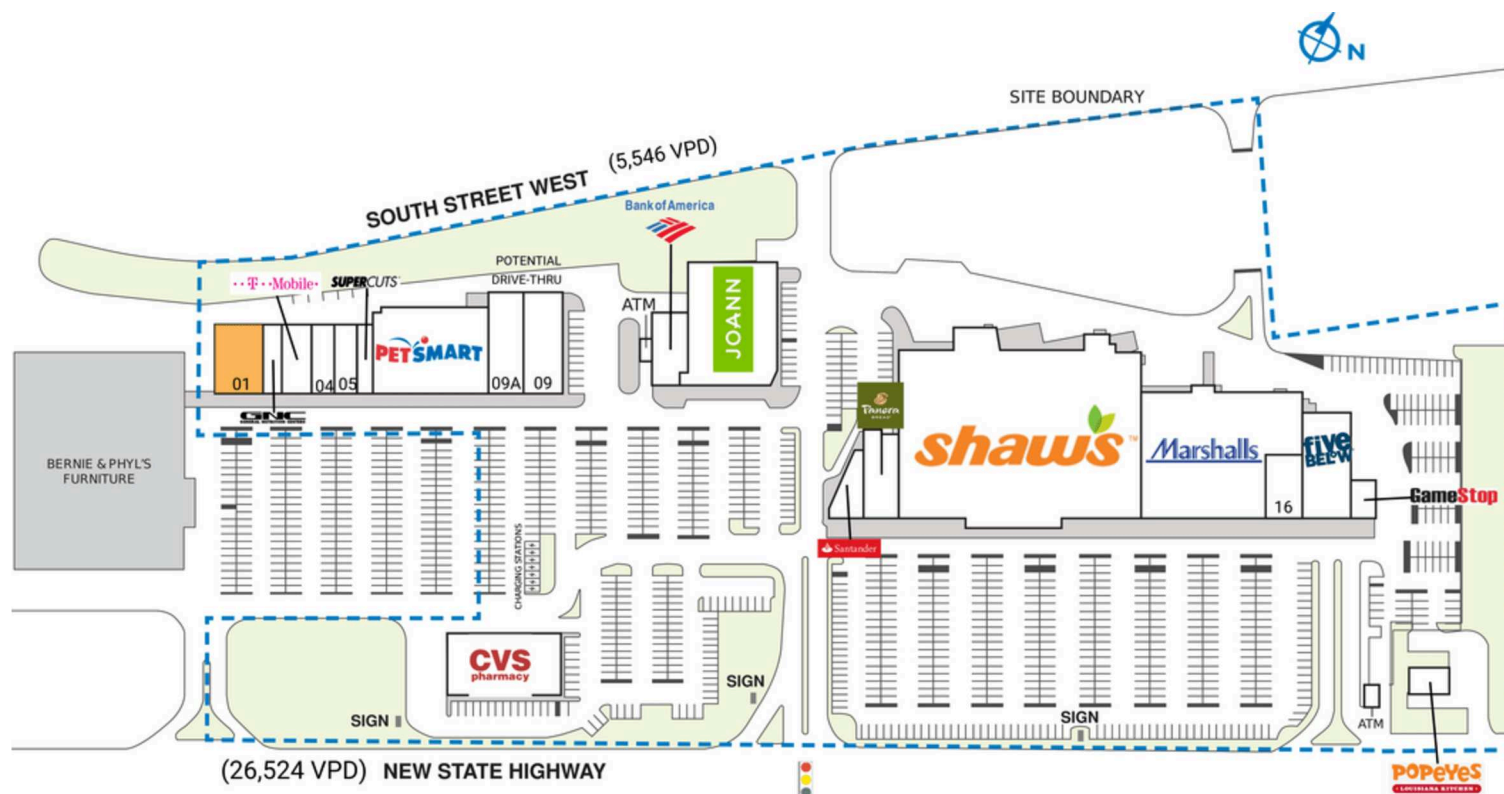 N
SITE BOUNDARY
SOUTH STREET WEST (5,546 VPD)
Bank of America
POTENTIAL
DRIVE-THRU
T Mobile
SUPERCUTS
ATM
JOANN
PETSMART
01
04
05
09A
09
GNC
Panera
BREAD
shaw's
Marshalls
five
BEL'W
16
GameStop
BERNIE & PHYL'S
FURNITURE
Santander
CHARGING STATIONS
CVS
pharmacy
SIGN
SIGN
SIGN
ATM
(26,524 VPD) NEW STATE HIGHWAY
POPEYES
LOUISIANA KITCHEN